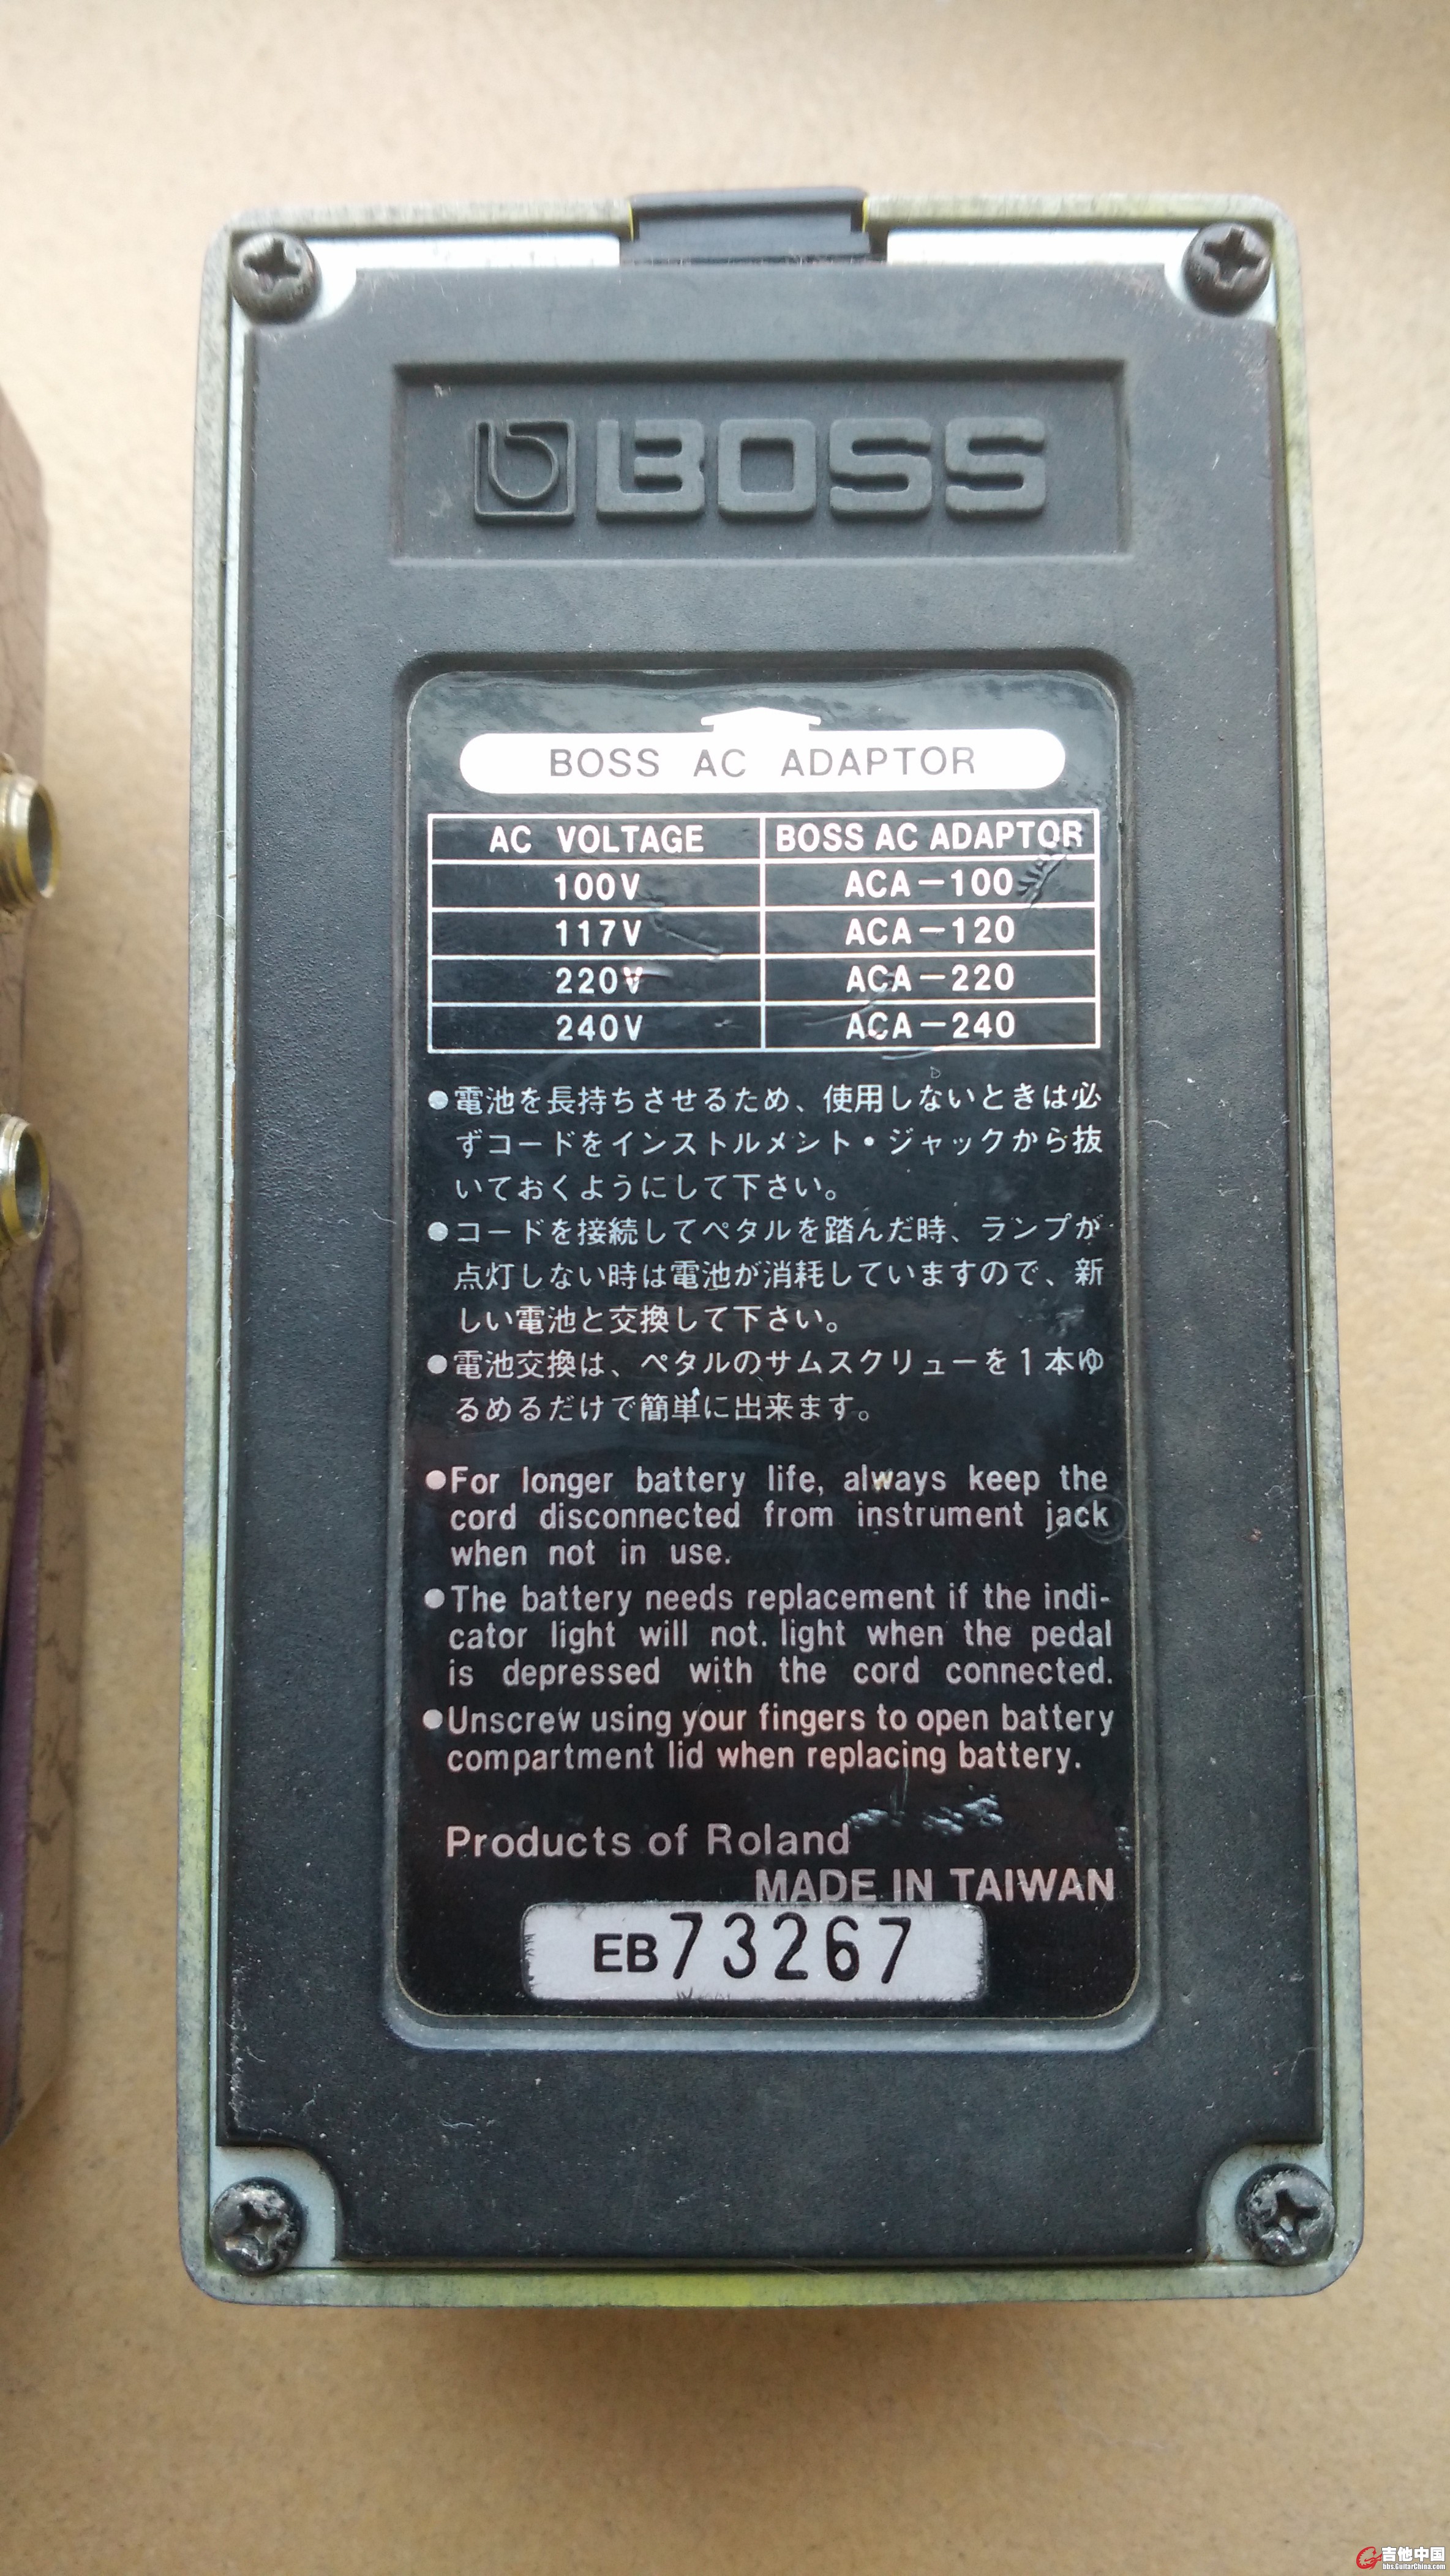 BOSS
BOSS AC ADAPTOR
AC VOLTAGE BOSS AC ADAPTOR
100V ACA-100
117V ACA-120
220V ACA-220
240V ACA-240
●電池を長持ちさせるため、使用しないときは必
ずコードをインストルメント・ジャックから抜
いておくようにして下さい。
●コードを接続してペタルを踏んだ時、ランプが
点灯しない時は電池が消耗していますので、新
しい電池と交換して下さい。
●電池交換は、ペタルのサムスクリューを1本ゆ
るめるだけで簡単に出来ます。
●For longer battery life, always keep the
cord disconnected from instrument jack
when not in use.
●The battery needs replacement if the indi-
cator light will not. light when the pedal
is depressed with the cord connected.
●Unscrew using your fingers to open battery
compartment lid when replacing battery.
Products of Roland
MADE IN TAIWAN
EB73267
吉他中国
bbs.GuitarChina.com